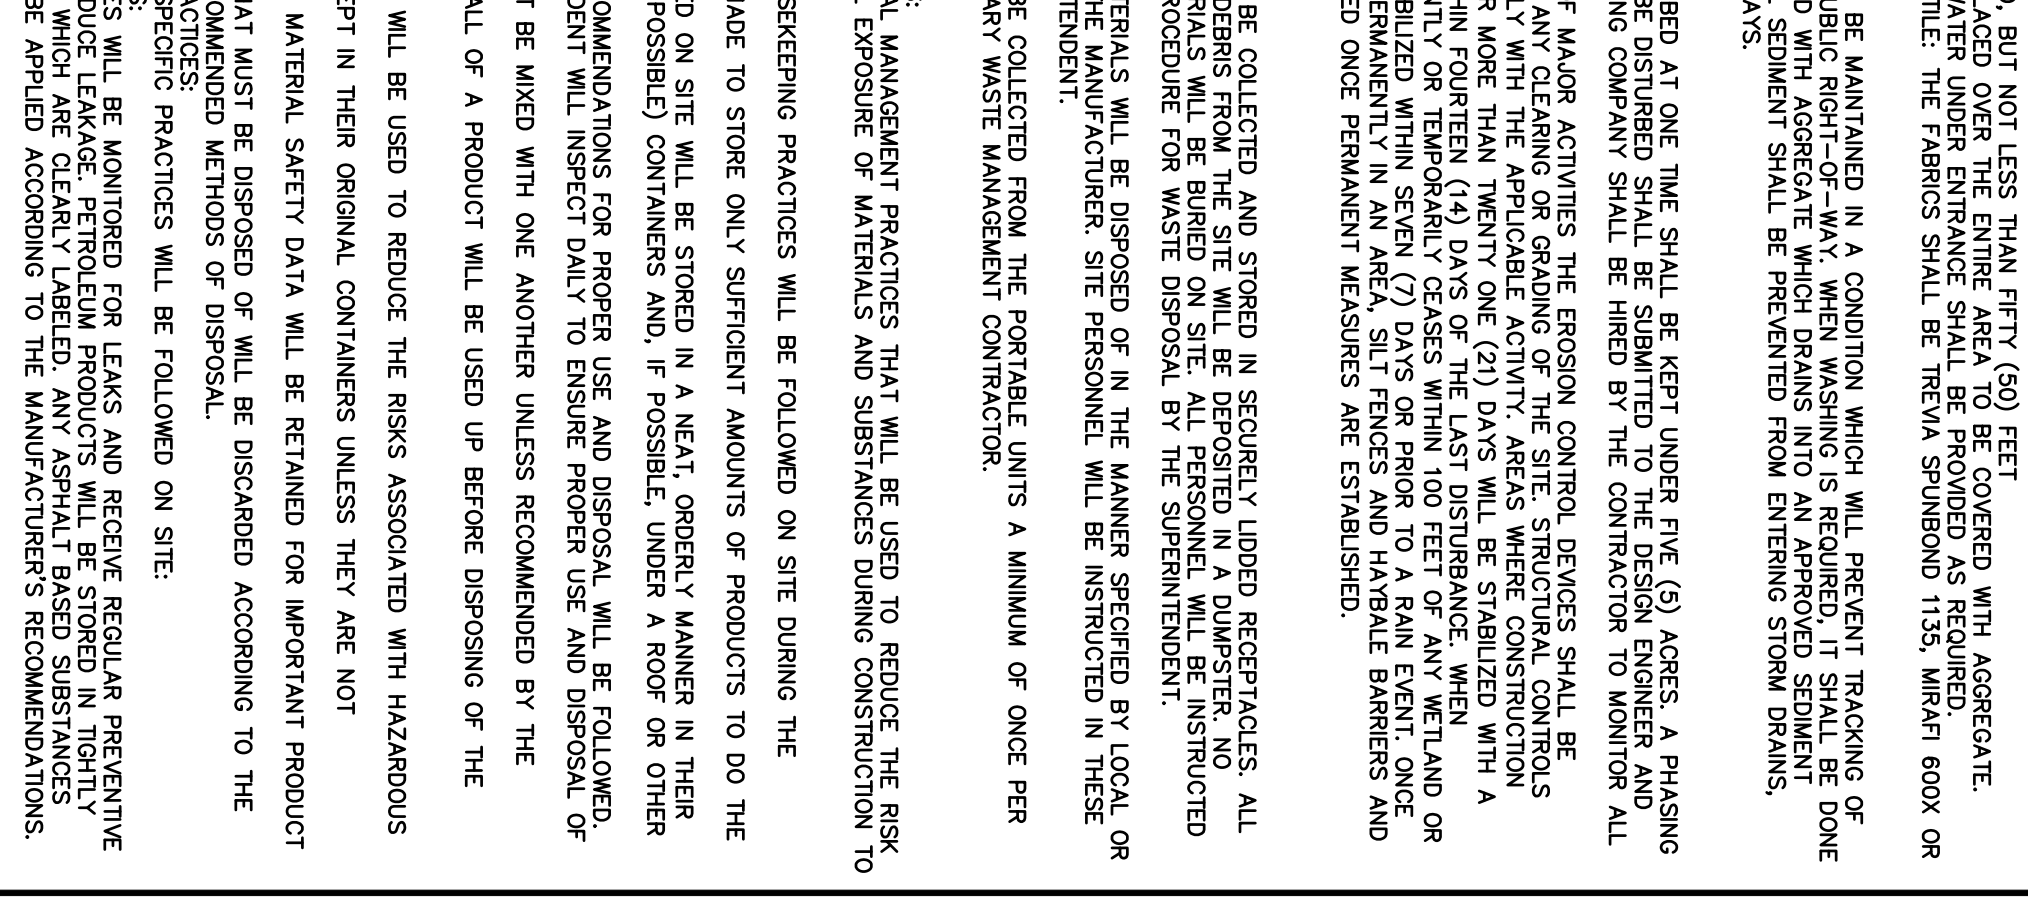 ), BUT NOT LESS THAN FIFTY (50) FEET
LACED OVER THE ENTIRE AREA TO BE COVERED WITH AGGREGATE.
WATER UNDER ENTRANCE SHALL BE PROVIDED AS REQUIRED.
TILE: THE FABRICS SHALL BE TREVIA SPUNBOND 1135, MIRAFI 600X OR
BE MAINTAINED IN A CONDITION WHICH WILL PREVENT TRACKING OF
UBLIC RIGHT-OF-WAY. WHEN WASHING IS REQUIRED, IT SHALL BE DONE
D WITH AGGREGATE WHICH DRAINS INTO AN APPROVED SEDIMENT
L SEDIMENT SHALL BE PREVENTED FROM ENTERING STORM DRAINS,
AYS.
BED AT ONE TIME SHALL BE KEPT UNDER FIVE (5) ACRES. A PHASING
BE DISTURBED SHALL BE SUBMITTED TO THE DESIGN ENGINEER AND
NG COMPANY SHALL BE HIRED BY THE CONTRACTOR TO MONITOR ALL
F MAJOR ACTIVITIES THE EROSION CONTROL DEVICES SHALL BE
ANY CLEARING OR GRADING OF THE SITE. STRUCTURAL CONTROLS
LY WITH THE APPLICABLE ACTIVITY. AREAS WHERE CONSTRUCTION
R MORE THAN TWENTY ONE (21) DAYS WILL BE STABILIZED WITH A
HIN FOURTEEN (14) DAYS OF THE LAST DISTURBANCE. WHEN
NTLY OR TEMPORARILY CEASES WITHIN 100 FEET OF ANY WETLAND OR
BILIZED WITHIN SEVEN (7) DAYS OR PRIOR TO A RAIN EVENT. ONCE
ERMANENTLY IN AN AREA, SILT FENCES AND HAYBALE BARRIERS AND
ED ONCE PERMANENT MEASURES ARE ESTABLISHED.
BE COLLECTED AND STORED IN SECURELY LIDDED RECEPTACLES. ALL
DEBRIS FROM THE SITE WILL BE DEPOSITED IN A DUMPSTER. NO
RIALS WILL BE BURIED ON SITE. ALL PERSONNEL WILL BE INSTRUCTED
ROCEDURE FOR WASTE DISPOSAL BY THE SUPERINTENDENT.
TERIALS WILL BE DISPOSED OF IN THE MANNER SPECIFIED BY LOCAL OR
HE MANUFACTURER. SITE PERSONNEL WILL BE INSTRUCTED IN THESE
TENDENT.
BE COLLECTED FROM THE PORTABLE UNITS A MINIMUM OF ONCE PER
ARY WASTE MANAGEMENT CONTRACTOR.
:
AL MANAGEMENT PRACTICES THAT WILL BE USED TO REDUCE THE RISK
L EXPOSURE OF MATERIALS AND SUBSTANCES DURING CONSTRUCTION TO
SEKEEPING PRACTICES WILL BE FOLLOWED ON SITE DURING THE
MADE TO STORE ONLY SUFFICIENT AMOUNTS OF PRODUCTS TO DO THE
ED ON SITE WILL BE STORED IN A NEAT, ORDERLY MANNER IN THEIR
POSSIBLE) CONTAINERS AND, IF POSSIBLE, UNDER A ROOF OR OTHER
OMMENDATIONS FOR PROPER USE AND DISPOSAL WILL BE FOLLOWED.
DENT WILL INSPECT DAILY TO ENSURE PROPER USE AND DISPOSAL OF
T BE MIXED WITH ONE ANOTHER UNLESS RECOMMENDED BY THE
ALL OF A PRODUCT WILL BE USED UP BEFORE DISPOSING OF THE
WILL BE USED TO REDUCE THE RISKS ASSOCIATED WITH HAZARDOUS
EPT IN THEIR ORIGINAL CONTAINERS UNLESS THEY ARE NOT
MATERIAL SAFETY DATA WILL BE RETAINED FOR IMPORTANT PRODUCT
HAT MUST BE DISPOSED OF WILL BE DISCARDED ACCORDING TO THE
OMMENDED METHODS OF DISPOSAL.
ACTICES:
SPECIFIC PRACTICES WILL BE FOLLOWED ON SITE:
S:
ES WILL BE MONITORED FOR LEAKS AND RECEIVE REGULAR PREVENTIVE
DUCE LEAKAGE. PETROLEUM PRODUCTS WILL BE STORED IN TIGHTLY
WHICH ARE CLEARLY LABELED. ANY ASPHALT BASED SUBSTANCES
BE APPLIED ACCORDING TO THE MANUFACTURER'S RECOMMENDATIONS.